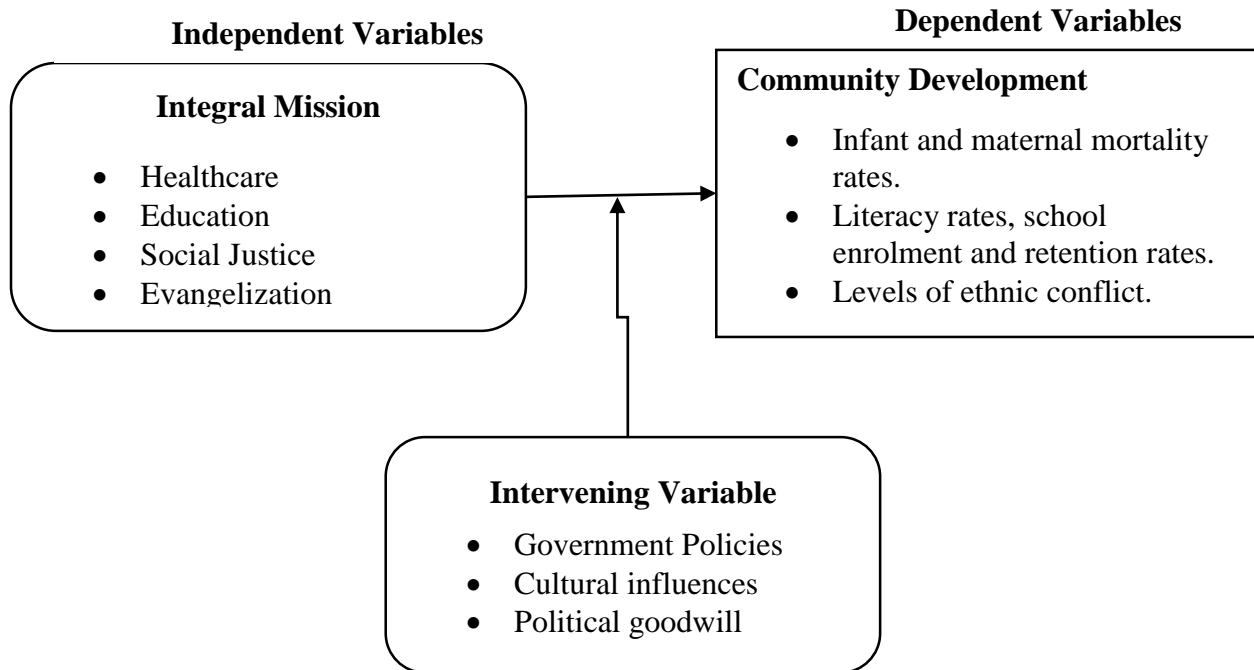 Independent Variables
Integral Mission
• Healthcare
• Education
• Social Justice
• Evangelization
Dependent Variables
Community Development
• Infant and maternal mortality
rates.
• Literacy rates, school
enrolment and retention rates.
• Levels of ethnic conflict.
Intervening Variable
• Government Policies
• Cultural influences
• Political goodwill